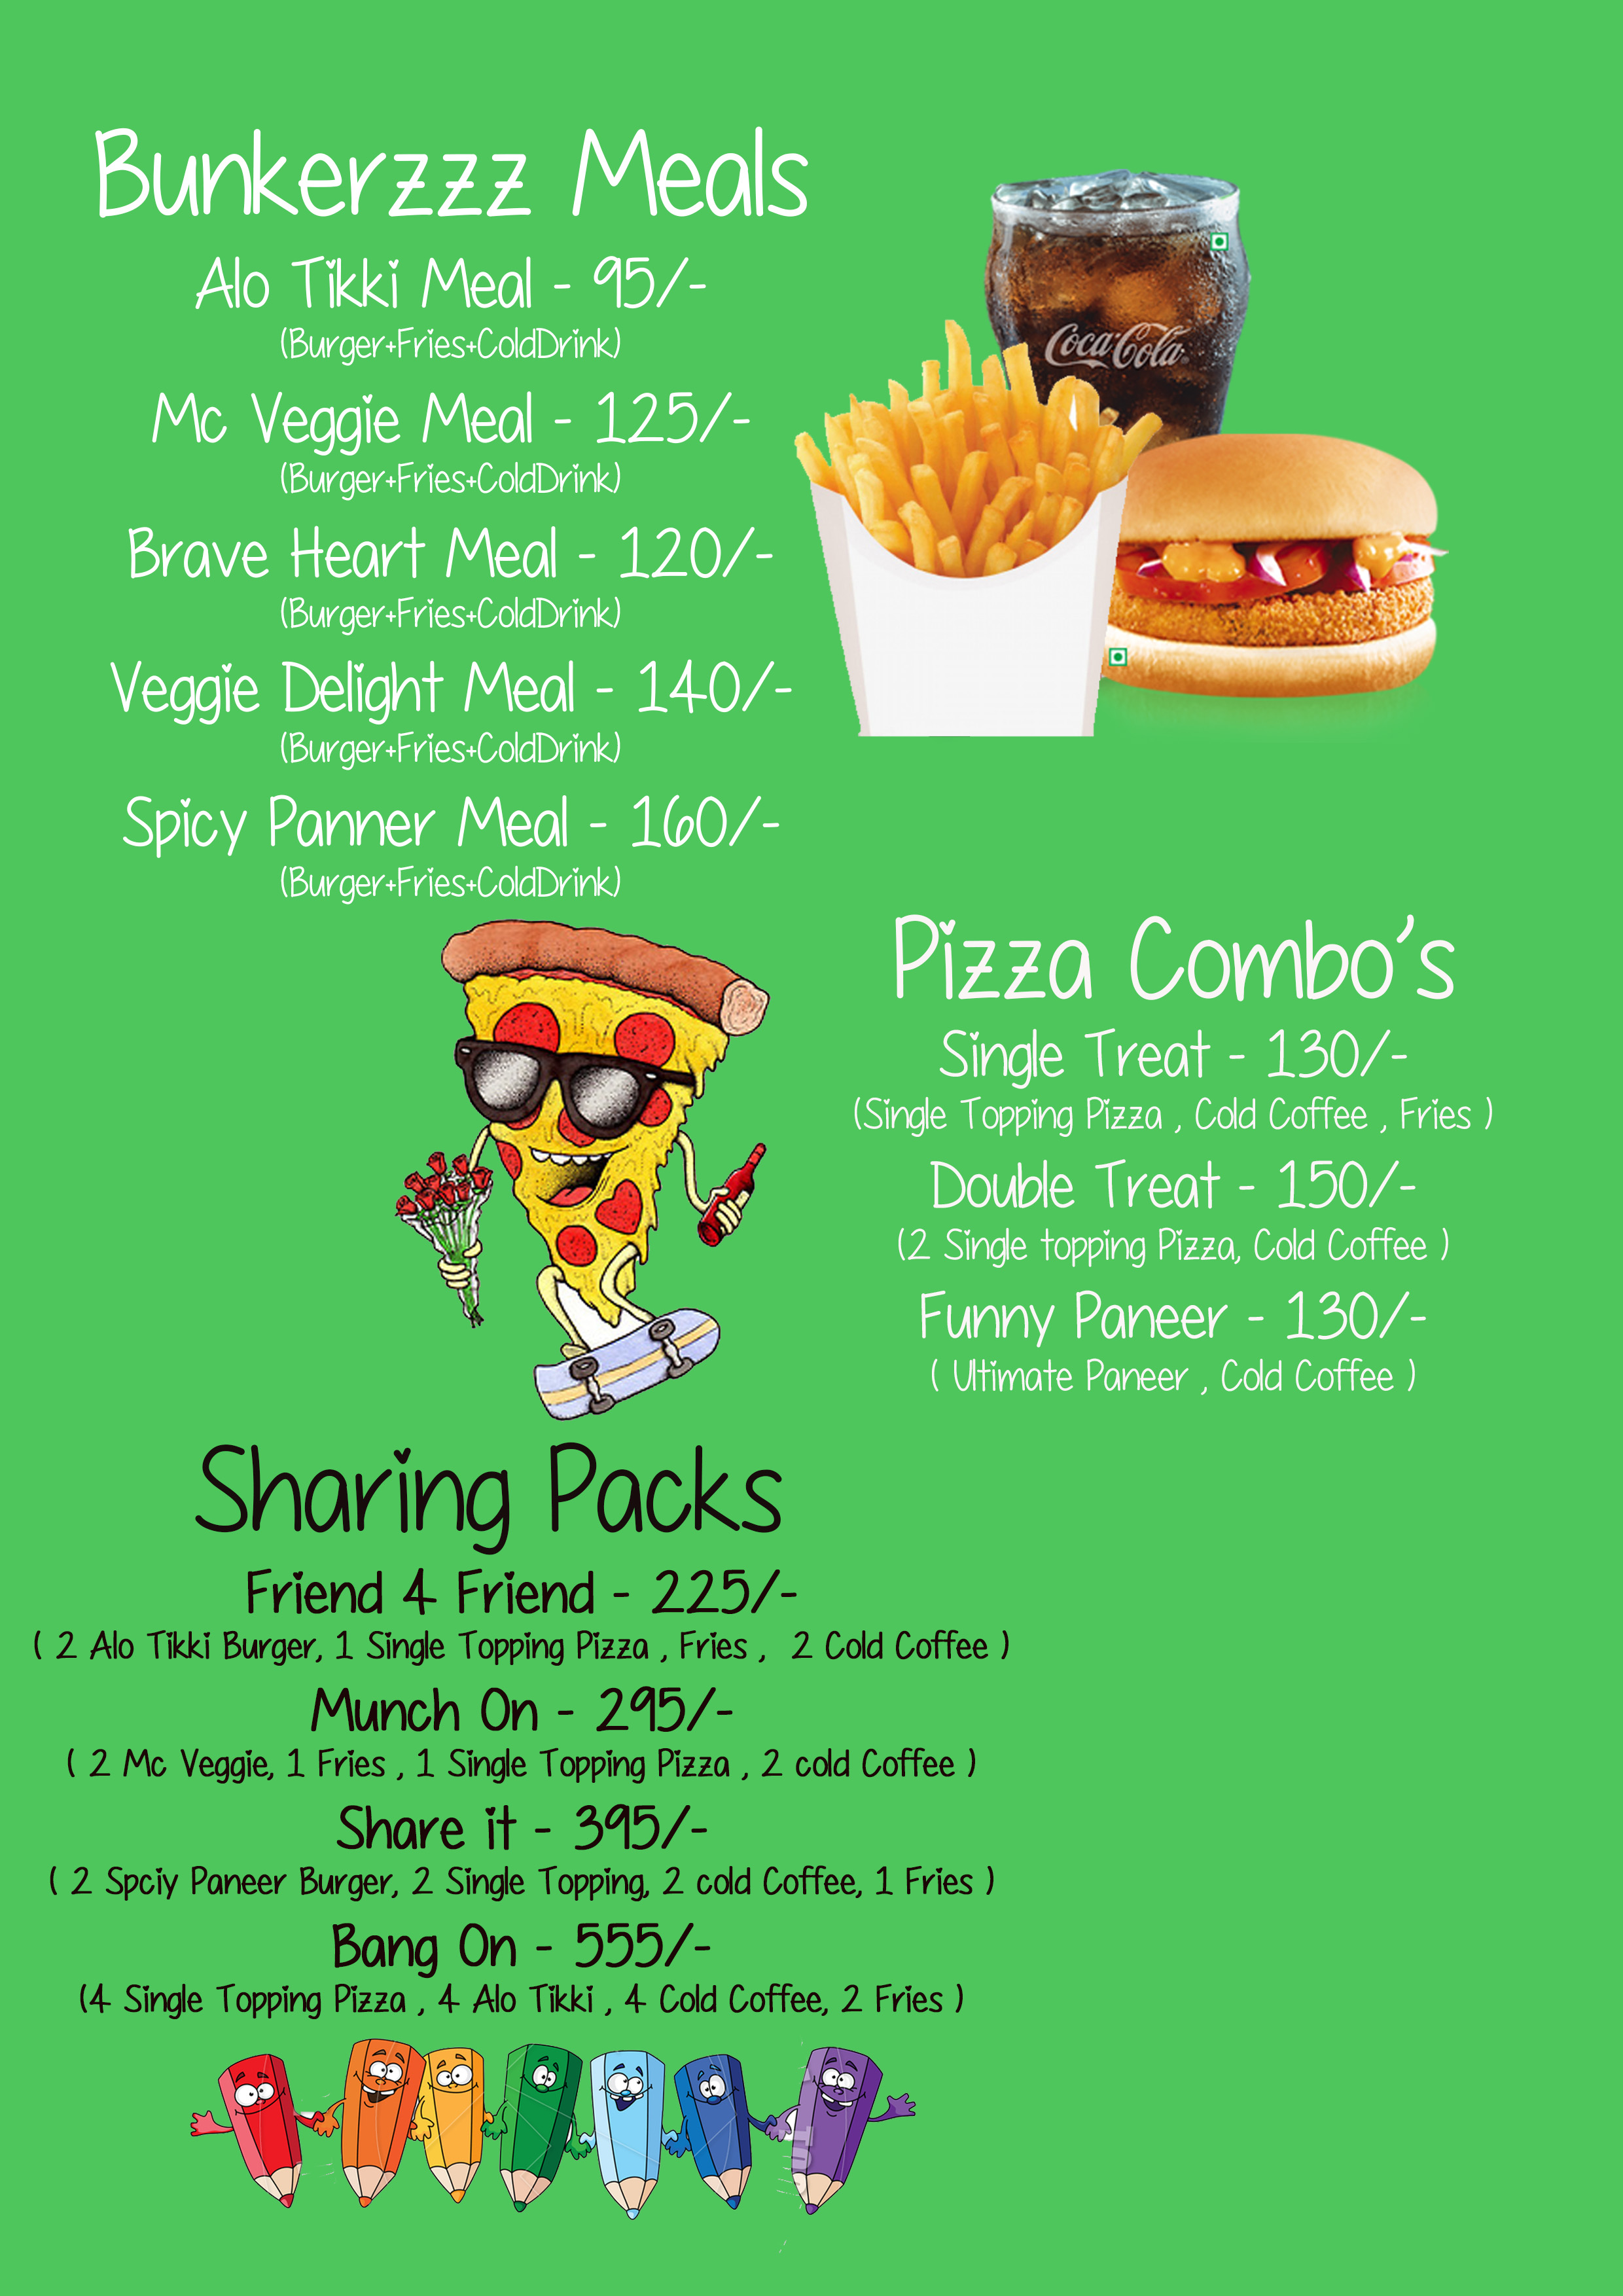 Bunkerzzz Meals
Alo Tikki Meal - 95/-
(Burger+Fries+ColdDrink)
Mc Veggie Meal - 125/-
(Burger+Fries+ColdDrink)
Brave Heart Meal - 120/-
(Burger+Fries+ColdDrink)
Veggie Delight Meal - 140/-
(Burger+Fries+ColdDrink)
Spicy Panner Meal - 160/-
(Burger+Fries+ColdDrink)
Coca-Cola
Pizza Combo's
Single Treat - 130/-
(Single Topping Pizza , Cold Coffee , Fries )
Double Treat - 150/-
(2 Single topping Pizza, Cold Coffee )
Funny Paneer - 130/-
( Ultimate Paneer , Cold Coffee )
Sharing Packs
Friend 4 Friend - 225/-
( 2 Alo Tikki Burger, 1 Single Topping Pizza , Fries , 2 Cold Coffee )
Munch On - 295/-
( 2 Mc Veggie, 1 Fries , 1 Single Topping Pizza , 2 cold Coffee )
Share it - 395/-
( 2 Spciy Paneer Burger, 2 Single Topping, 2 cold Coffee, 1 Fries )
Bang On - 555/-
(4 Single Topping Pizza , 4 Alo Tikki , 4 Cold Coffee, 2 Fries )